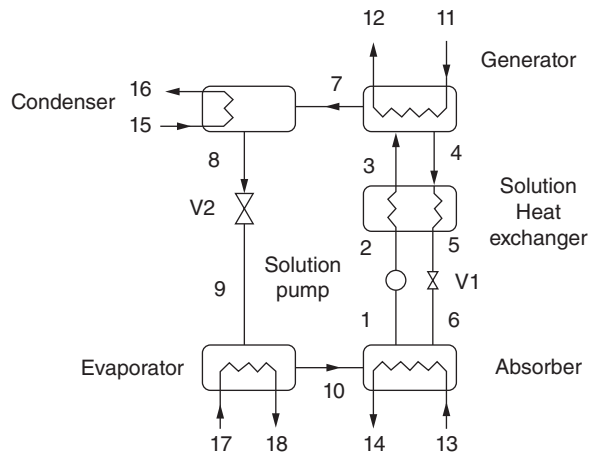 12
11
Generator
16
7
Condenser
15
8
3
4
V2
Solution
Heat
exchanger
2
5
Solution
pump
9
V1
1
6
Evaporator
10
Absorber
17
18
14
13